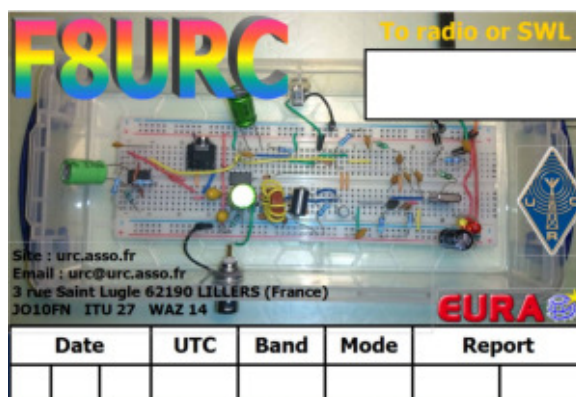 F8URC
To radio or SWL
U
R
C
Site : urc.asso.fr
Email : urc@urc.asso.fr
3 rue Saint Lugle 62190 LILLERS (France)
JO10FN ITU 27 WAZ 14
EURAO
Date UTC Band Mode Report